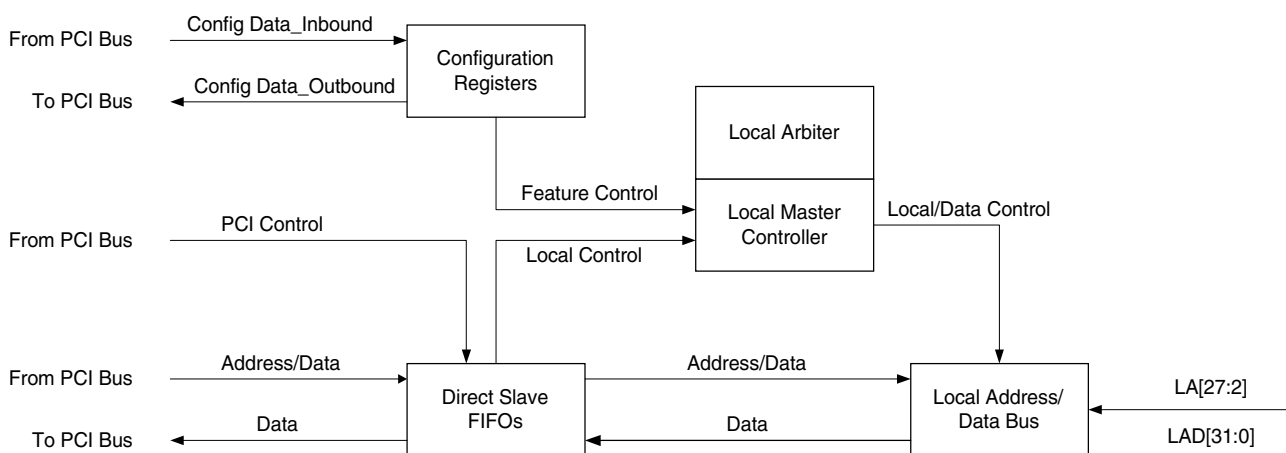 Config Data_Inbound
From PCI Bus
Configuration
Registers
Config Data_Outbound
To PCI Bus
Local Arbiter
Feature Control
Local Master
Controller
Local/Data Control
PCI Control
From PCI Bus
Local Control
Address/Data
From PCI Bus
Direct Slave
FIFOs
Address/Data
Local Address/
Data Bus
LA[27:2]
Data
To PCI Bus
Data
LAD[31:0]